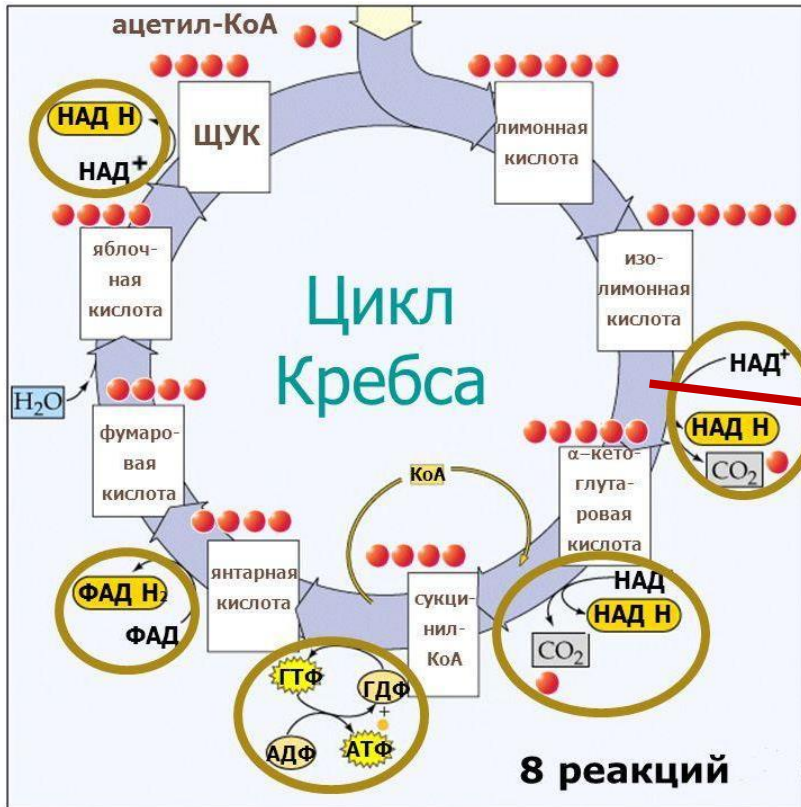 ацетил-КоА
ЩУК
лимонная
кислота
изо-
лимонная
кислота
НАД⁺
НАД Н
CO₂
α–кето-
глута-
ровая
кислота
НАД
НАД Н
CO₂
КоА
сукци-
нил-
КоА
ГТФ
ГДФ
+
АДФ
АТФ
янтарная
кислота
ФАД Н₂
ФАД
фумаро-
вая
кислота
H₂O
яблоч-
ная
кислота
НАД Н
НАД⁺
Цикл
Кребса
8 реакций